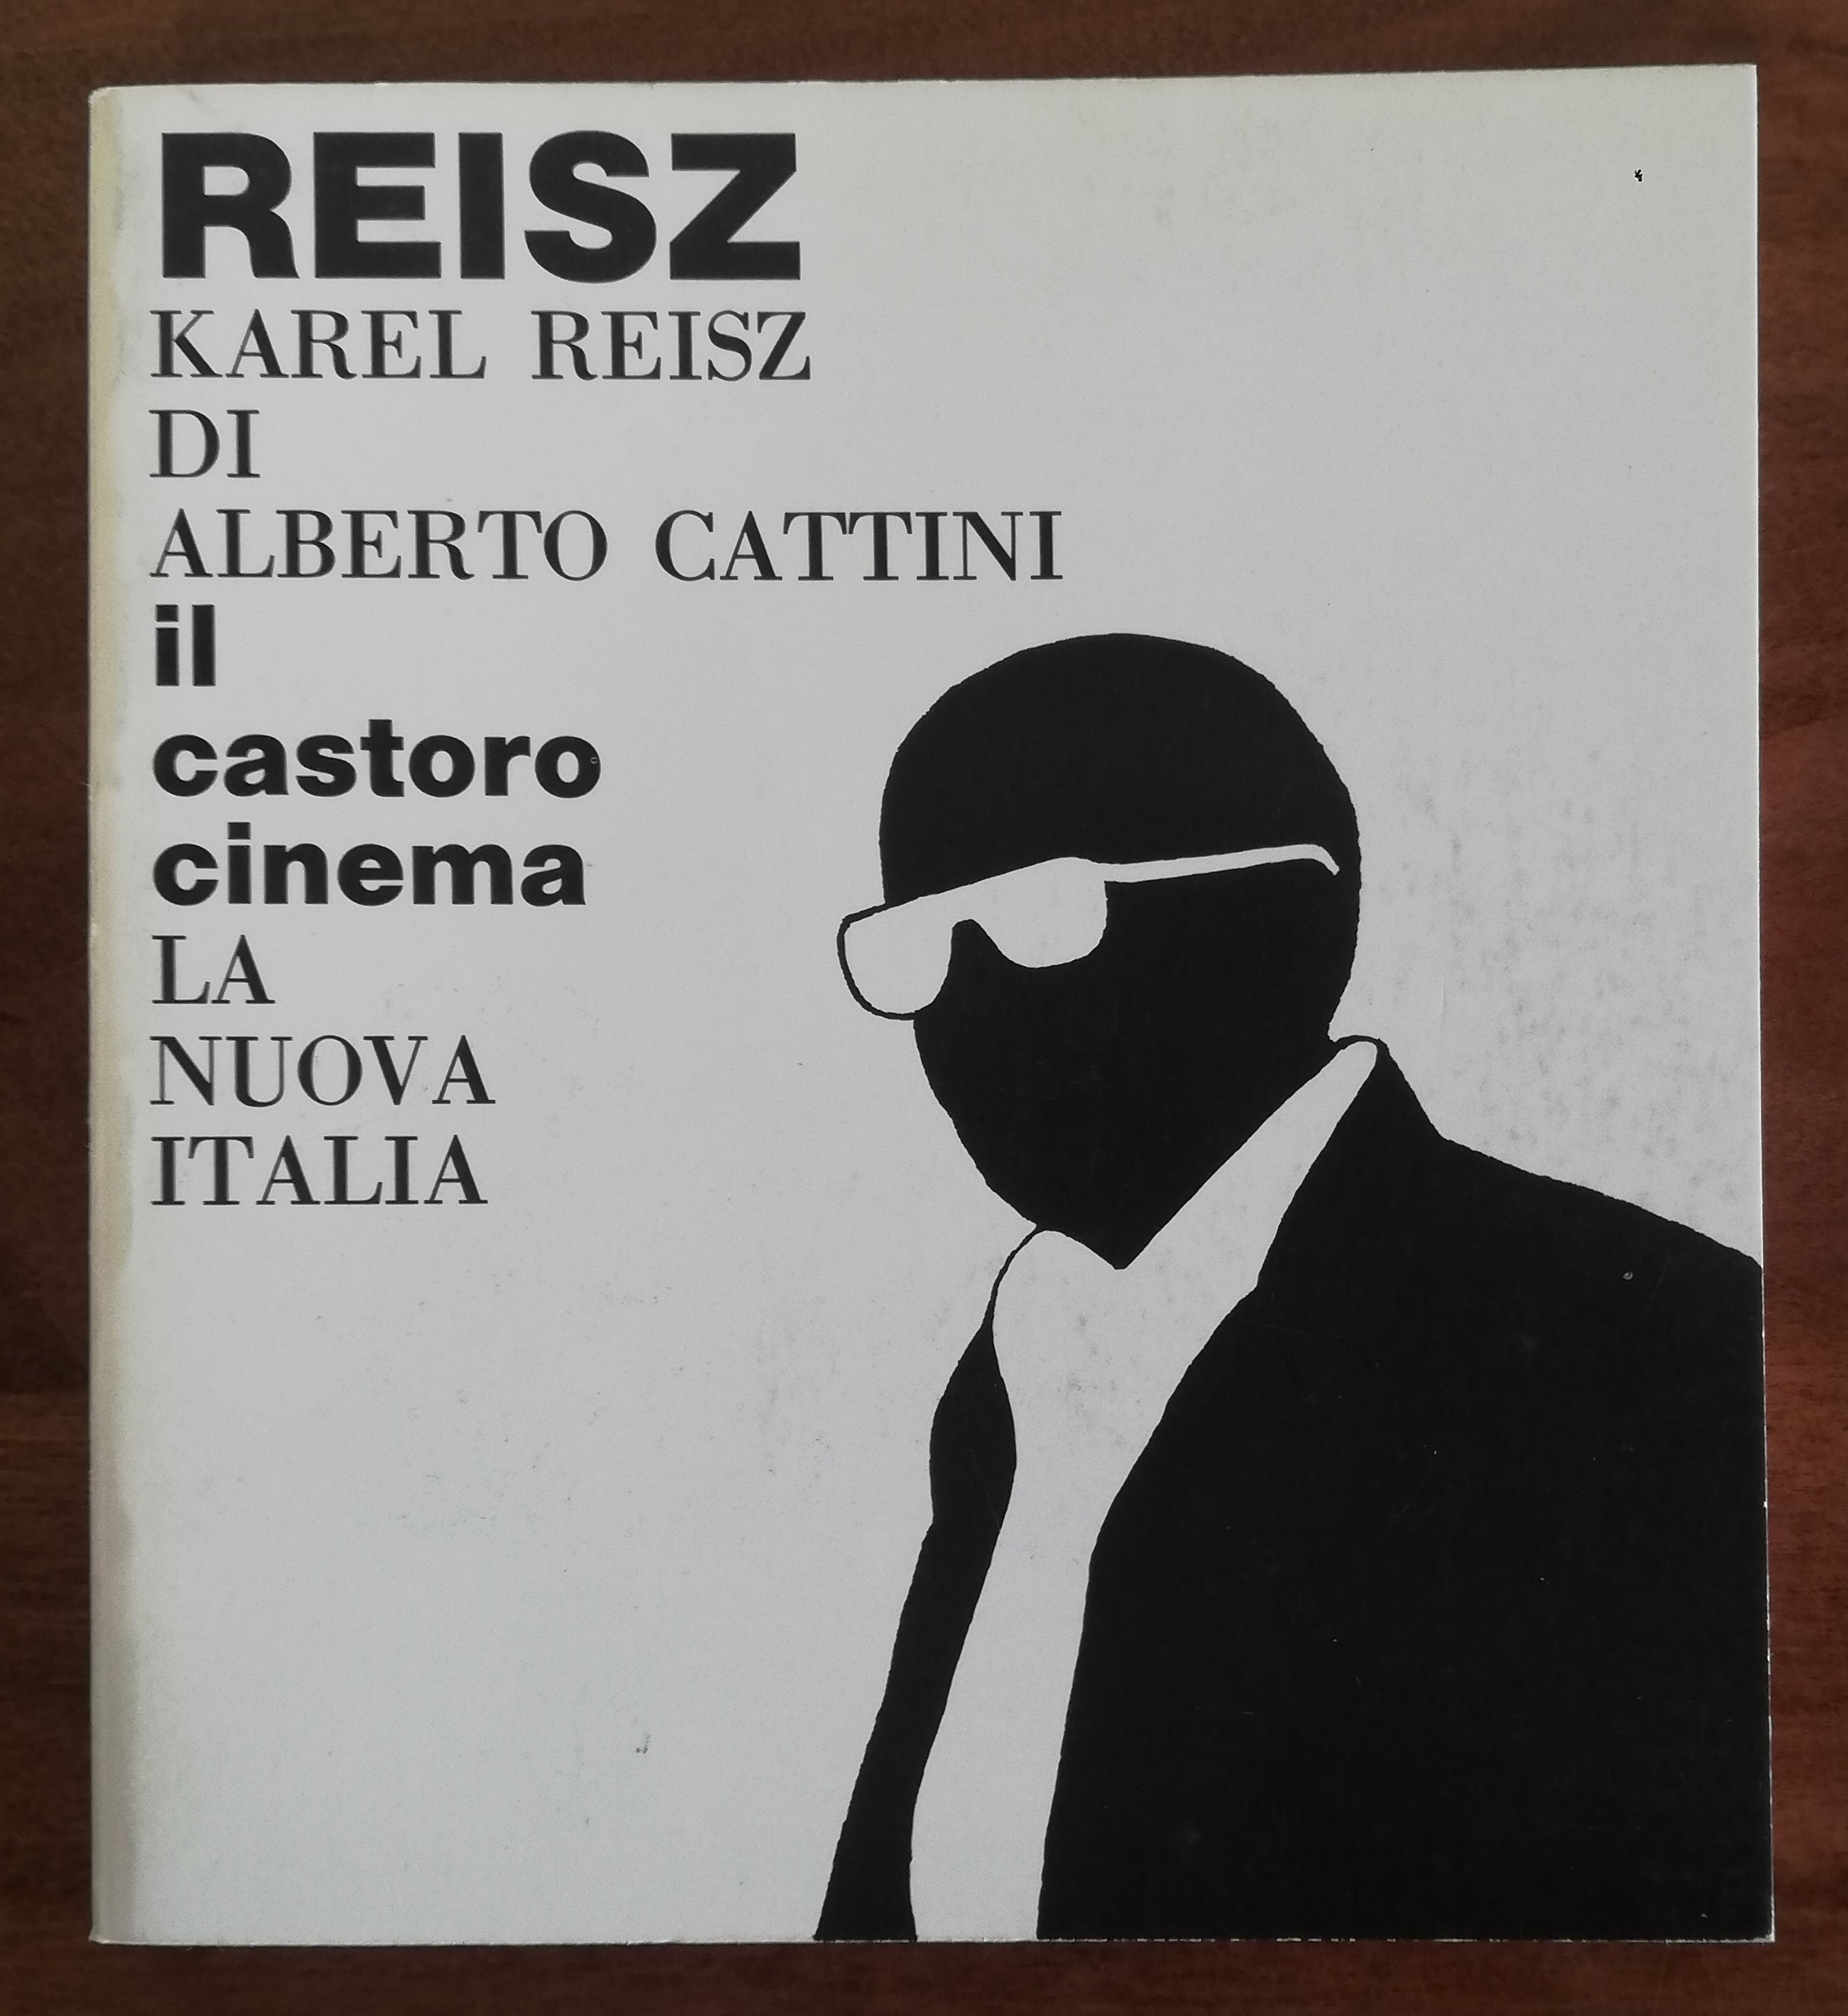 REISZ
KAREL REISZ
DI
ALBERTO CATTINI
il
castoro
cinema
LA
NUOVA
ITALIA